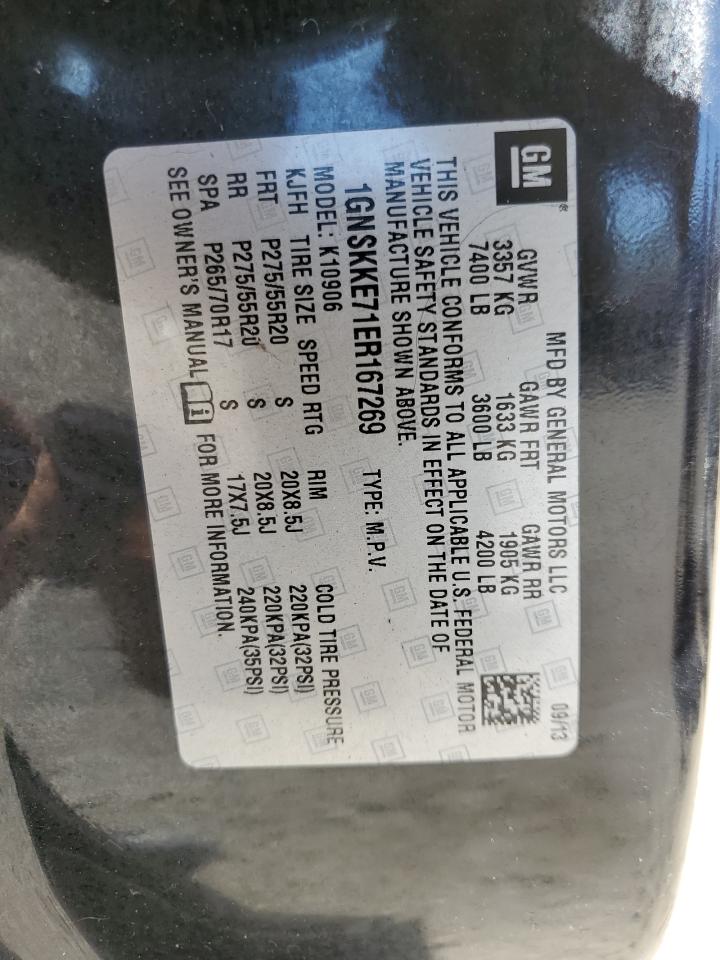 GM®
MFD BY GENERAL MOTORS LLC 09/13
GVWR GAWR FRT GAWR RR
3357 KG 1633 KG 1905 KG
7400 LB 3600 LB 4200 LB
THIS VEHICLE CONFORMS TO ALL APPLICABLE U.S. FEDERAL MOTOR
VEHICLE SAFETY STANDARDS IN EFFECT ON THE DATE OF
MANUFACTURE SHOWN ABOVE.
1GNSKKE71ER167269 TYPE: M.P.V.
MODEL: K10906
KJFH TIRE SIZE SPEED RTG RIM COLD TIRE PRESSURE
FRT P275/55R20 S 20X8.5J 220KPA(32PSI)
RR P275/55R20 S 20X8.5J 220KPA(32PSI)
SPA P265/70R17 S 17X7.5J 240KPA(35PSI)
SEE OWNER'S MANUAL i FOR MORE INFORMATION.